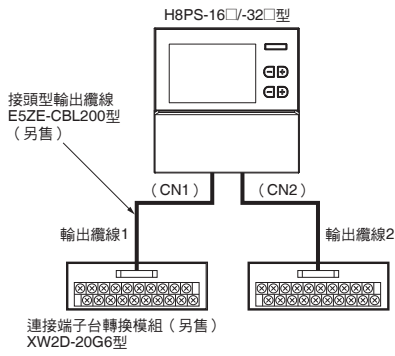 H8PS-16□/-32□型
接頭型輸出纜線
E5ZE-CBL200型
（另售）
（CN1）
（CN2）
輸出纜線1
輸出纜線2
連接端子台轉換模組（另售）
XW2D-20G6型